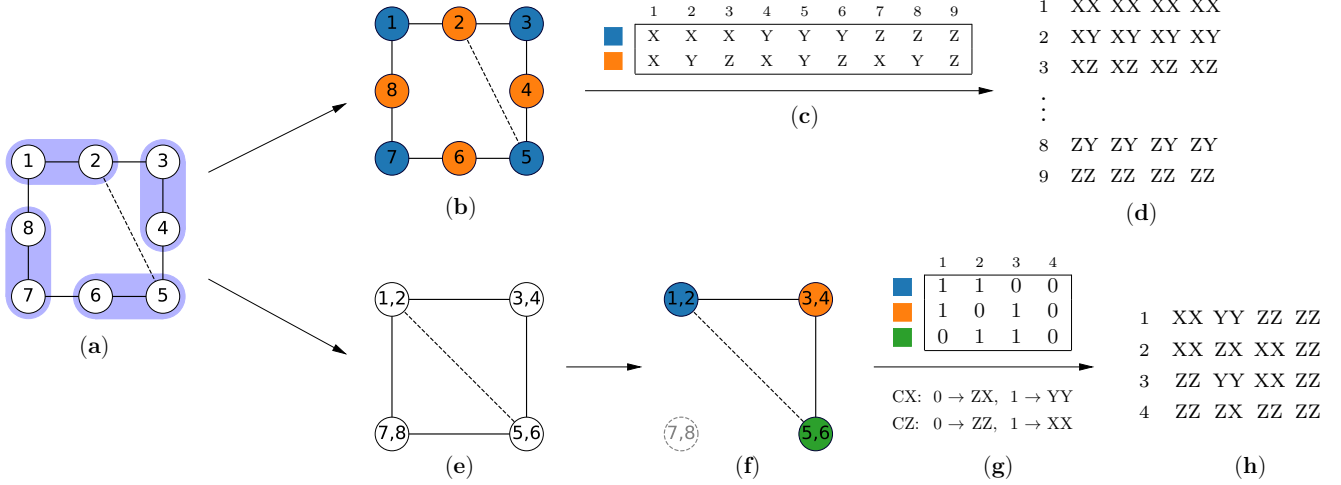 1 2 3
8 4
7 6 5
(b)
1 2 3 4 5 6 7 8 9
X X X Y Y Y Z Z Z
X Y Z X Y Z X Y Z
(c)
1 XX XX XX XX
2 XY XY XY XY
3 XZ XZ XZ XZ
⋮
8 ZY ZY ZY ZY
9 ZZ ZZ ZZ ZZ
(d)
1 2 3
8 4
7 6 5
(a)
1,2 3,4
7,8 5,6
(e)
1,2 3,4
7,8 5,6
(f)
1 2 3 4
1 1 0 0
1 0 1 0
0 1 1 0
CX: 0 → ZX, 1 → YY
CZ: 0 → ZZ, 1 → XX
(g)
1 XX YY ZZ ZZ
2 XX ZX XX ZZ
3 ZZ YY XX ZZ
4 ZZ ZX ZZ ZZ
(h)